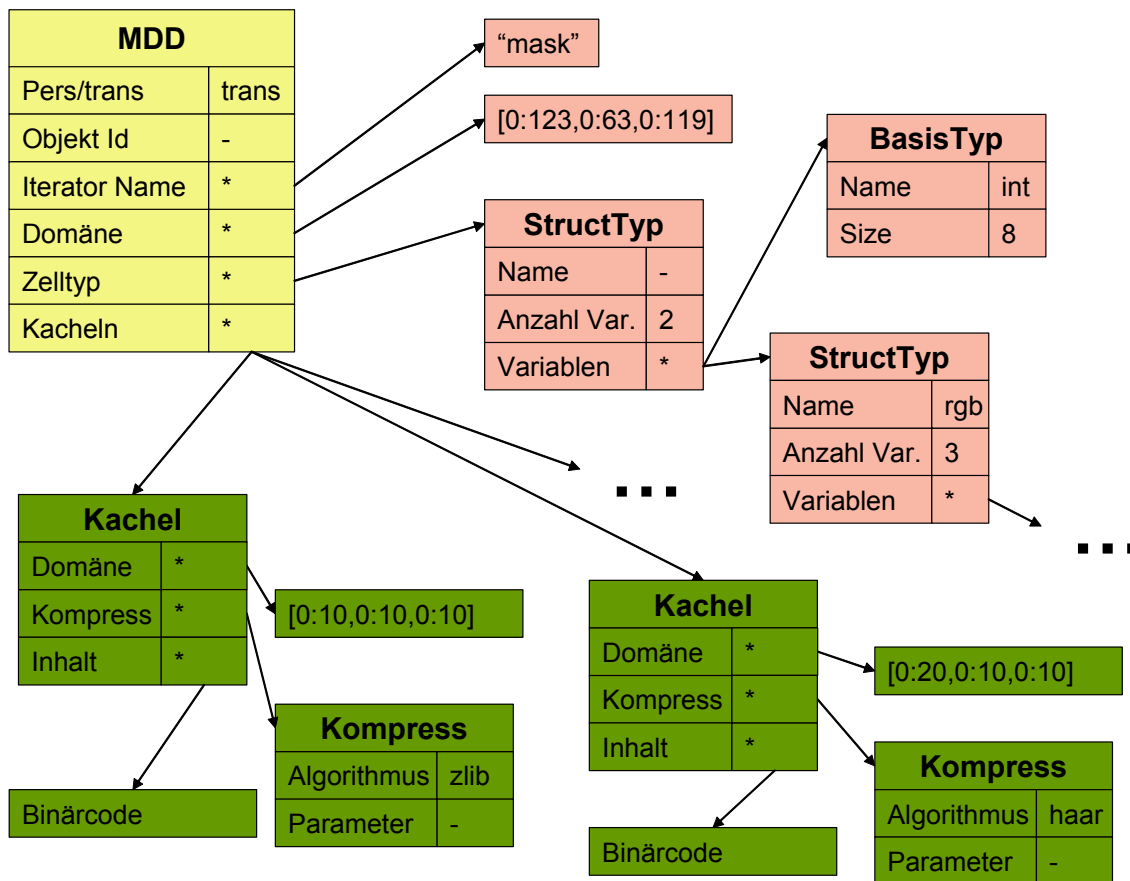 MDD
Pers/trans trans
Objekt Id -
Iterator Name *
Domäne *
Zelltyp *
Kacheln *
“mask”
[0:123,0:63,0:119]
StructTyp
Name -
Anzahl Var. 2
Variablen *
BasisTyp
Name int
Size 8
StructTyp
Name rgb
Anzahl Var. 3
Variablen *
...
...
Kachel
Domäne *
Kompress *
Inhalt *
[0:10,0:10,0:10]
Kompress
Algorithmus zlib
Parameter -
Binärcode
Kachel
Domäne *
Kompress *
Inhalt *
[0:20,0:10,0:10]
Kompress
Algorithmus haar
Parameter -
Binärcode